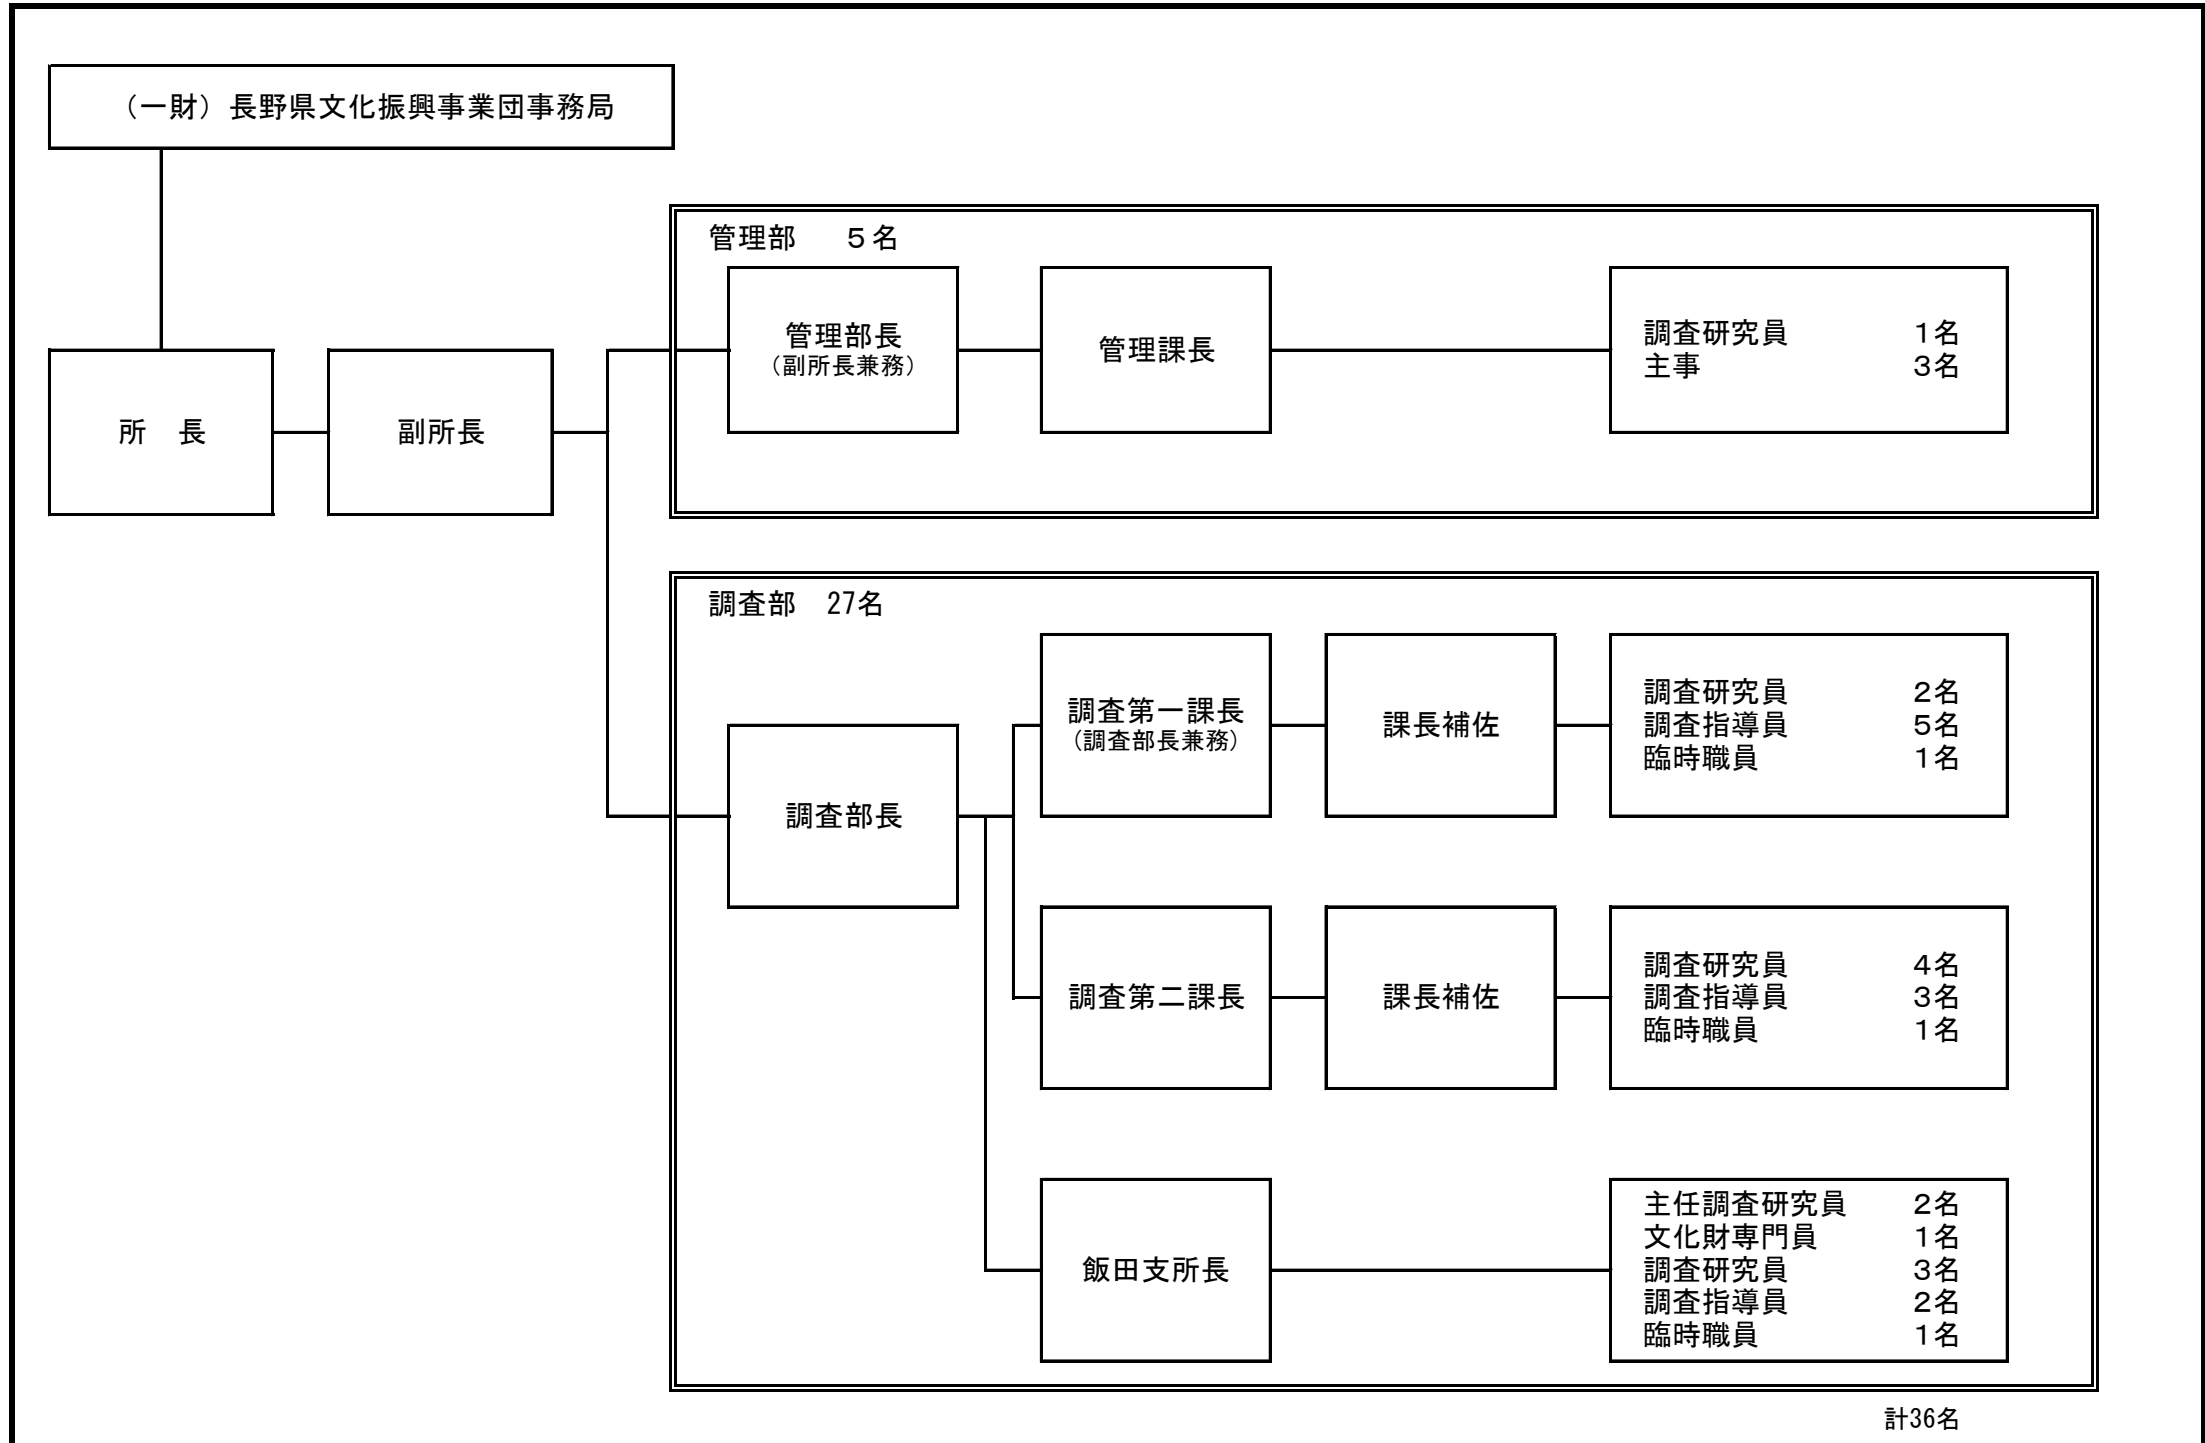 （一財）長野県文化振興事業団事務局
管理部　５名
管理部長
（副所長兼務）
管理課長
調査研究員　1名
主事　3名
所　長
副所長
調査部　27名
調査第一課長
（調査部長兼務）
課長補佐
調査研究員　2名
調査指導員　5名
臨時職員　1名
調査部長
調査第二課長
課長補佐
調査研究員　4名
調査指導員　3名
臨時職員　1名
飯田支所長
主任調査研究員　2名
文化財専門員　1名
調査研究員　3名
調査指導員　2名
臨時職員　1名
計36名